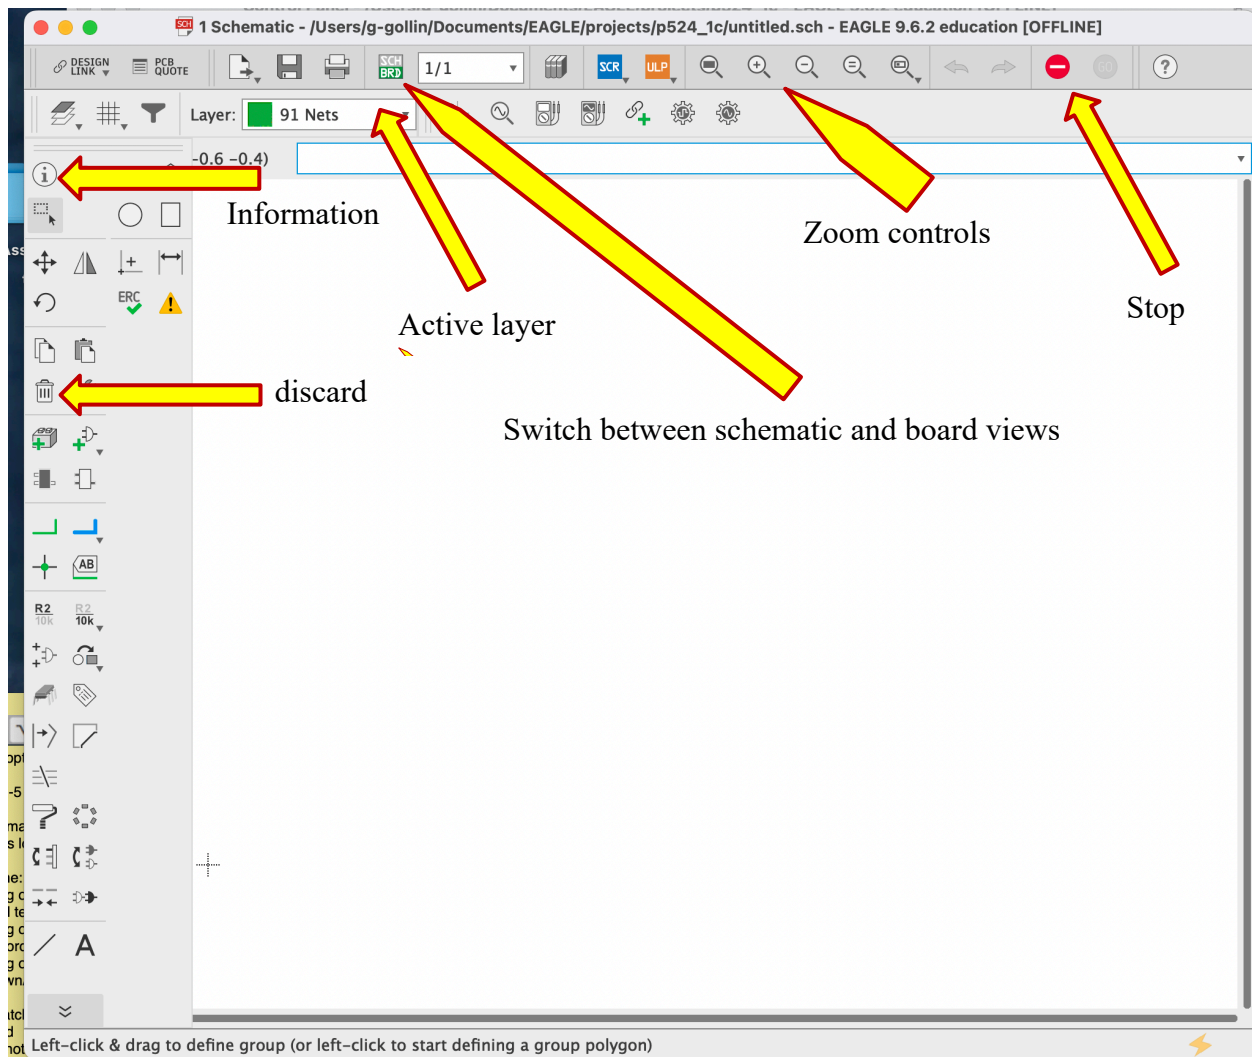 1 Schematic - /Users/g-gollin/Documents/EAGLE/projects/p524_1c/untitled.sch - EAGLE 9.6.2 education [OFFLINE]
DESIGN LINK
PCB QUOTE
SCH BRD
1/1
SCR
ULP
GO
?
Layer:
91 Nets
-0.6 -0.4)
Information
Zoom controls
Stop
Active layer
discard
Switch between schematic and board views
ERC
AB
R2 10k
R2 10k
A
Left-click & drag to define group (or left-click to start defining a group polygon)